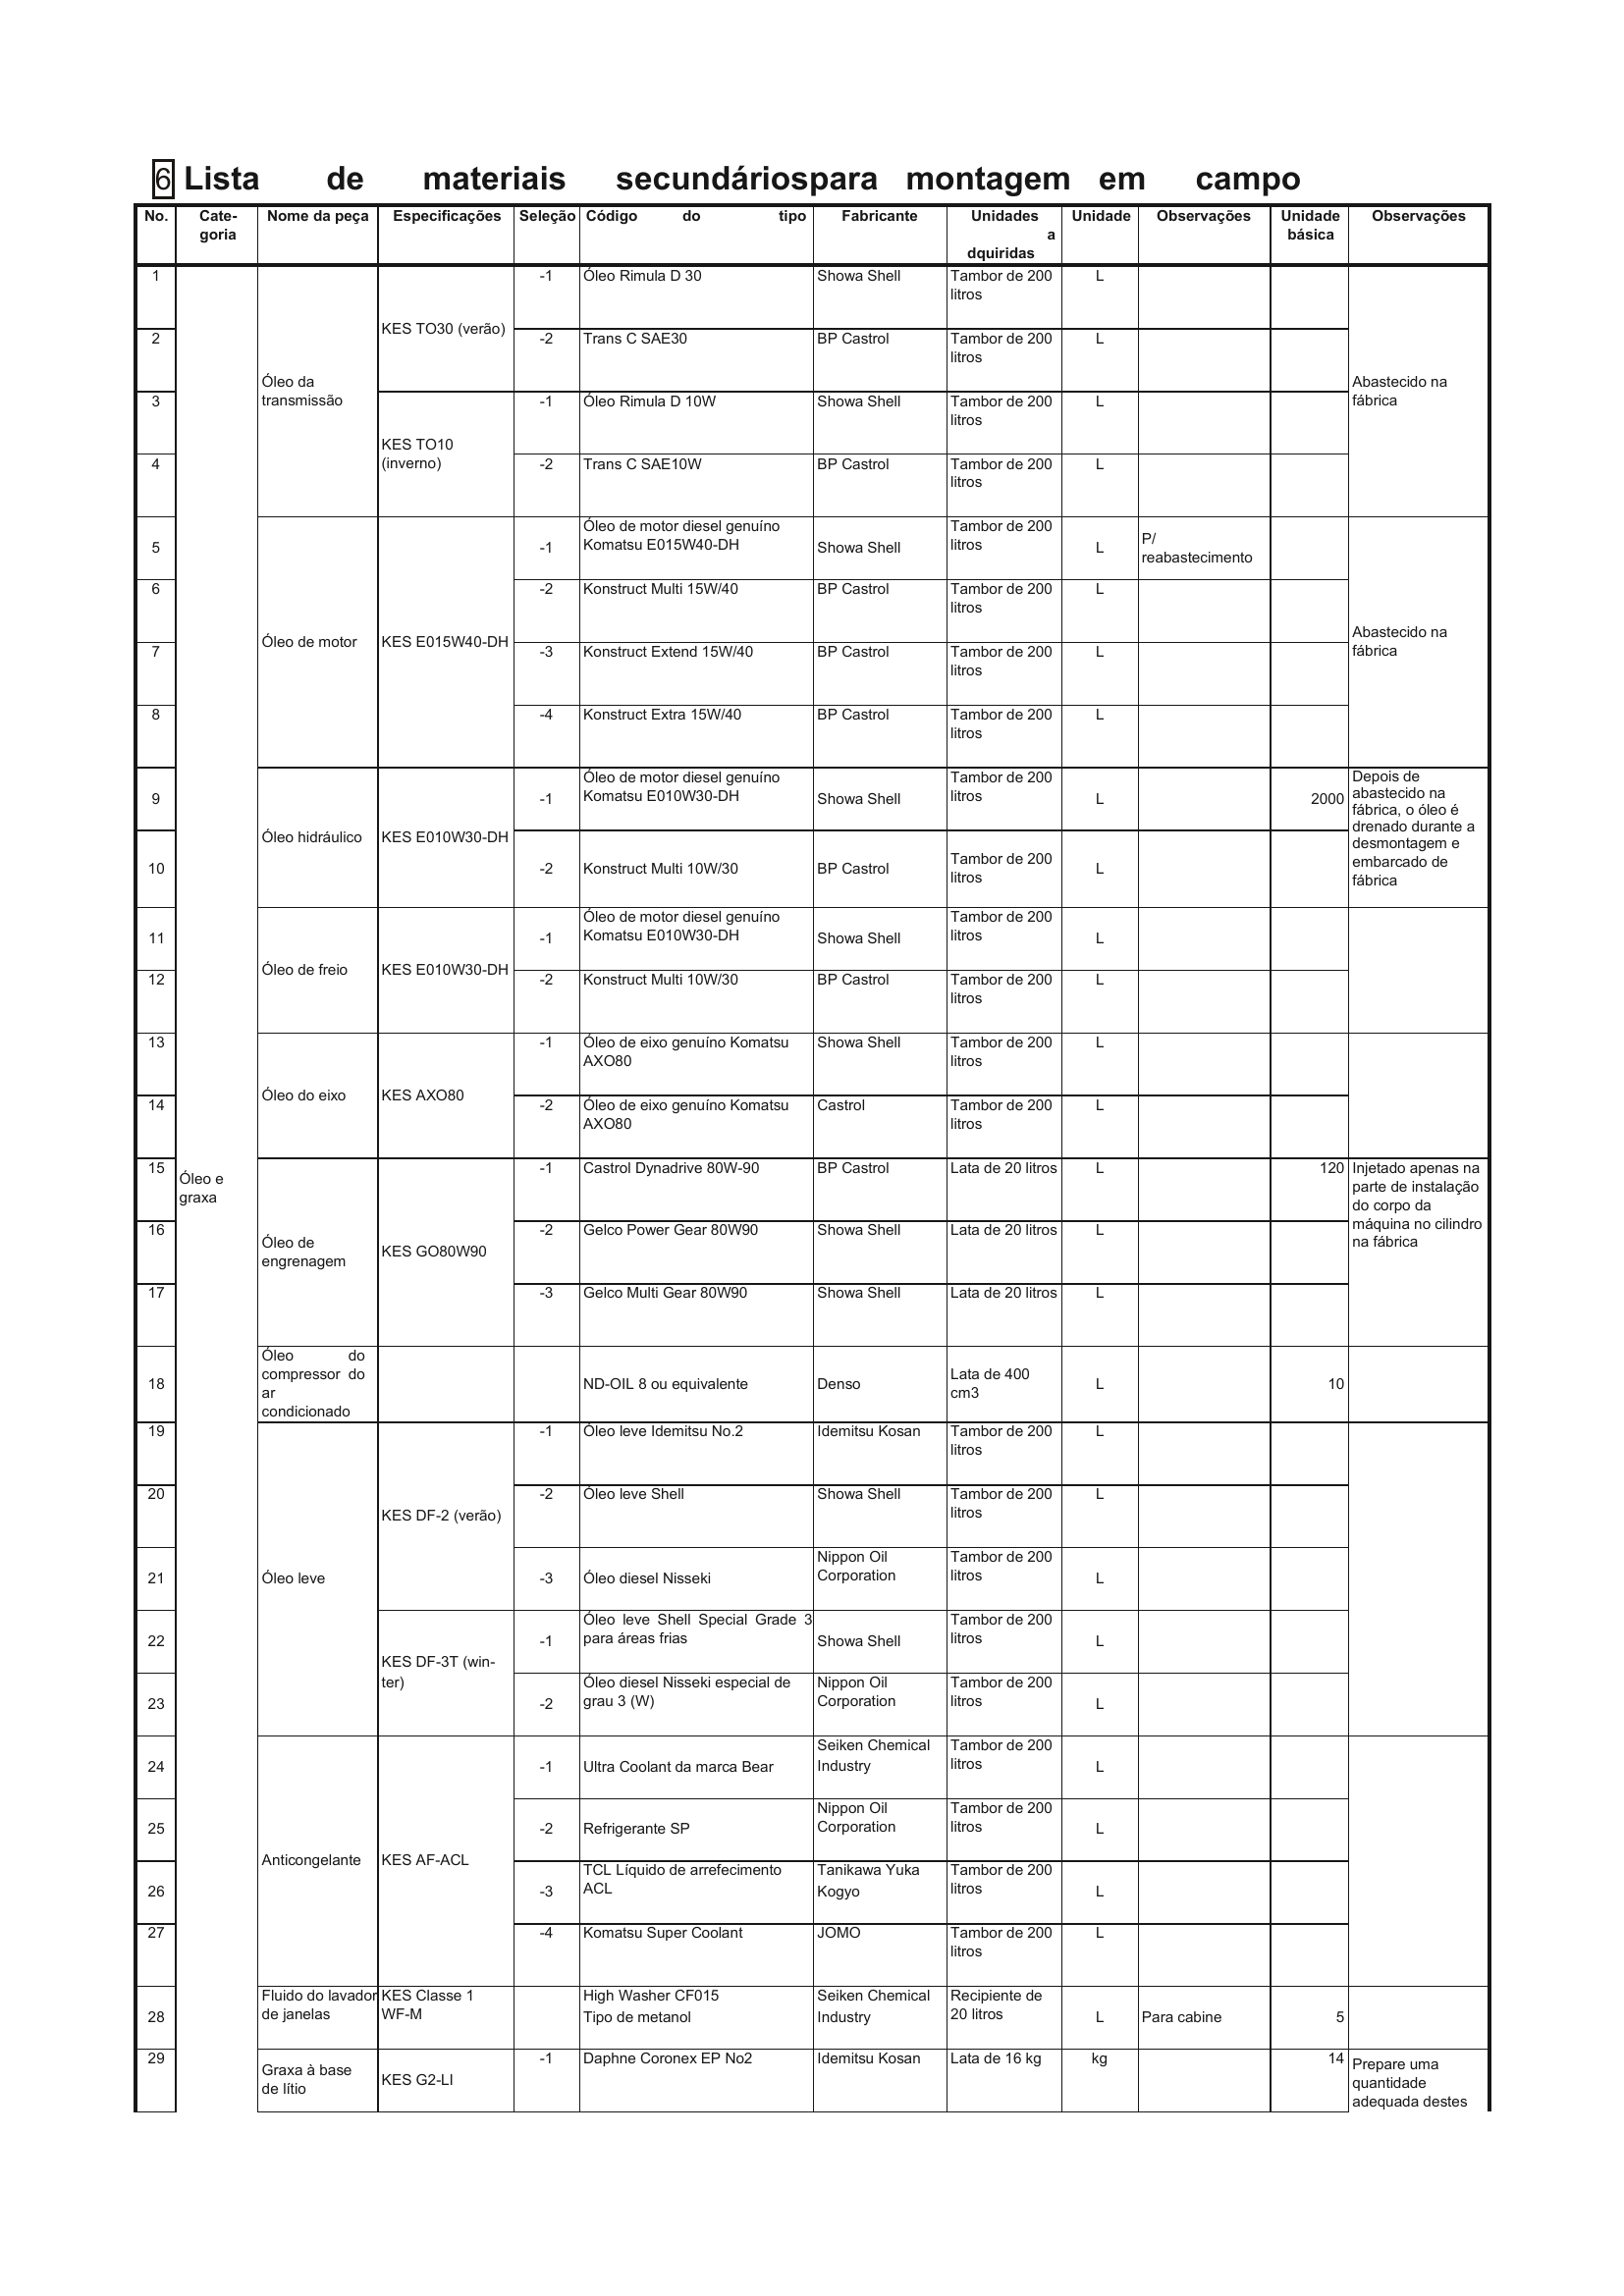 6 Lista de materiais secundáriospara montagem em campo
No. Cate- Nome da peça Especificações Seleção Código do tipo Fabricante Unidades Unidade Observações Unidade Observações
goria a básica
dquiridas
1 -1 Óleo Rimula D 30 Showa Shell Tambor de 200 L
litros
KES TO30 (verão)
2 -2 Trans C SAE30 BP Castrol Tambor de 200 L
litros
Óleo da Abastecido na
transmissão fábrica
3 -1 Óleo Rimula D 10W Showa Shell Tambor de 200 L
litros
KES TO10
(inverno)
4 -2 Trans C SAE10W BP Castrol Tambor de 200 L
litros
Óleo de motor diesel genuíno Tambor de 200
Komatsu E015W40-DH litros
5 -1 Showa Shell L P/
reabastecimento
6 -2 Konstruct Multi 15W/40 BP Castrol Tambor de 200 L
litros
Óleo de motor KES E015W40-DH Abastecido na
fábrica
7 -3 Konstruct Extend 15W/40 BP Castrol Tambor de 200 L
litros
8 -4 Konstruct Extra 15W/40 BP Castrol Tambor de 200 L
litros
Óleo de motor diesel genuíno Tambor de 200 Depois de
Komatsu E010W30-DH litros abastecido na
9 -1 Showa Shell L 2000 fábrica, o óleo é
drenado durante a
Óleo hidráulico KES E010W30-DH desmontagem e
10 -2 Konstruct Multi 10W/30 BP Castrol Tambor de 200 L embarcado de
litros fábrica
Óleo de motor diesel genuíno Tambor de 200
Komatsu E010W30-DH litros
11 -1 Showa Shell L
Óleo de freio KES E010W30-DH
12 -2 Konstruct Multi 10W/30 BP Castrol Tambor de 200 L
litros
13 -1 Óleo de eixo genuíno Komatsu Showa Shell Tambor de 200 L
AXO80 litros
Óleo do eixo KES AXO80
14 -2 Óleo de eixo genuíno Komatsu Castrol Tambor de 200 L
AXO80 litros
15 -1 Castrol Dynadrive 80W-90 BP Castrol Lata de 20 litros L 120 Injetado apenas na
Óleo e parte de instalação
graxa do corpo da
16 -2 Gelco Power Gear 80W90 Showa Shell Lata de 20 litros L máquina no cilindro
na fábrica
Óleo de KES GO80W90
engrenagem
17 -3 Gelco Multi Gear 80W90 Showa Shell Lata de 20 litros L
Óleo do
compressor do
ar
condicionado
18 ND-OIL 8 ou equivalente Denso Lata de 400 L 10
cm3
19 -1 Óleo leve Idemitsu No.2 Idemitsu Kosan Tambor de 200 L
litros
20 -2 Óleo leve Shell Showa Shell Tambor de 200 L
litros
KES DF-2 (verão)
21 Óleo leve -3 Óleo diesel Nisseki Nippon Oil Tambor de 200 L
Corporation litros
Óleo leve Shell Special Grade 3 Tambor de 200
para áreas frias litros
22 -1 Showa Shell L
KES DF-3T (win-
ter)
23 -2 Óleo diesel Nisseki especial de Nippon Oil Tambor de 200 L
grau 3 (W) Corporation litros
24 -1 Ultra Coolant da marca Bear Seiken Chemical Tambor de 200 L
Industry litros
25 -2 Refrigerante SP Nippon Oil Tambor de 200 L
Corporation litros
Anticongelante KES AF-ACL
26 -3 TCL Líquido de arrefecimento Tanikawa Yuka Tambor de 200 L
ACL Kogyo litros
27 -4 Komatsu Super Coolant JOMO Tambor de 200 L
litros
Fluido do lavador KES Classe 1 High Washer CF015 Seiken Chemical Recipiente de
de janelas WF-M Tipo de metanol Industry 20 litros
28 L Para cabine 5
29 -1 Daphne Coronex EP No2 Idemitsu Kosan Lata de 16 kg kg 14 Prepare uma
Graxa à base KES G2-LI quantidade
de lítio adequada destes